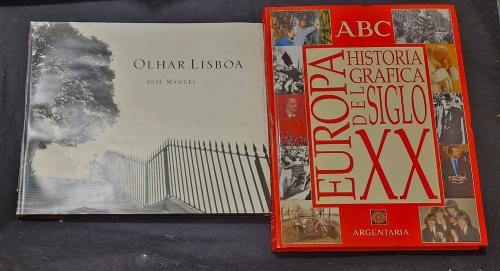 OLHAR LISBOA
JOSÉ MANUEL
ABC
EUROPA
HISTORIA
GRAFICA
DEL SIGLO
XX
ARGENTARIA